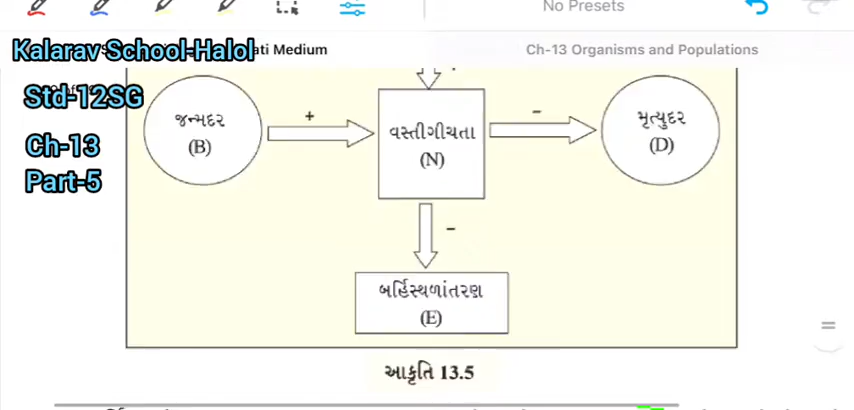 No Presets
Kalarav School-Halol
ati Medium
Ch-13 Organisms and Populations
Std-12SG
Ch-13
Part-5
જન્મદર
(B)
+
વસ્તીગીચતા
(N)
–
મૃત્યુદર
(D)
–
બર્હિસ્થળાંતરણ
(E)
આકૃતિ 13.5